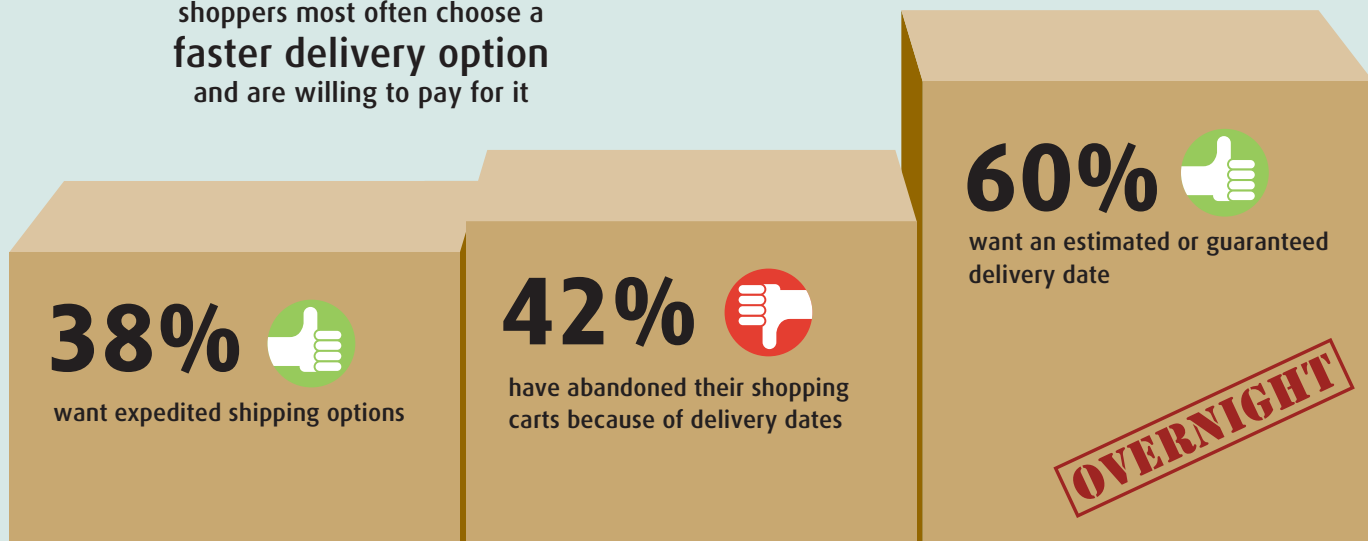 shoppers most often choose a
faster delivery option
and are willing to pay for it
38%
want expedited shipping options
42%
have abandoned their shopping
carts because of delivery dates
60%
want an estimated or guaranteed
delivery date
OVERNIGHT